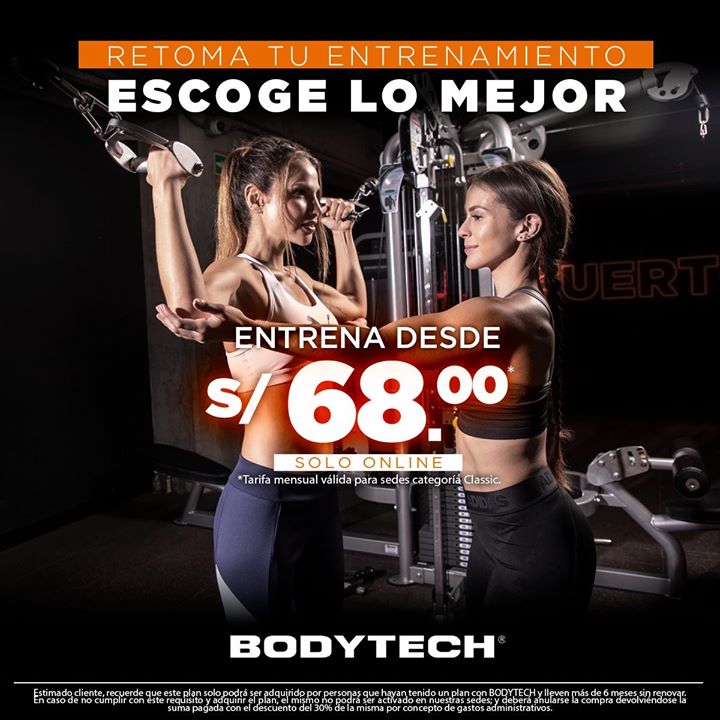 RETOMA TU ENTRENAMIENTO
ESCOGE LO MEJOR
UERT
ENTRENA DESDE
S/ 68.00*
SOLO ONLINE
*Tarifa mensual válida para sedes categoría Classic.
BODYTECH®
Estimado cliente, recuerde que este plan solo podrá ser adquirido por personas que hayan tenido un plan con BODYTECH y lleven más de 6 meses sin renovar.
En caso de no cumplir con este requisito y adquirir el plan, el mismo no podrá ser activado en nuestras sedes; y deberá anularse la compra devolviéndose la
suma pagada con el descuento del 30% de la misma por concepto de gastos administrativos.